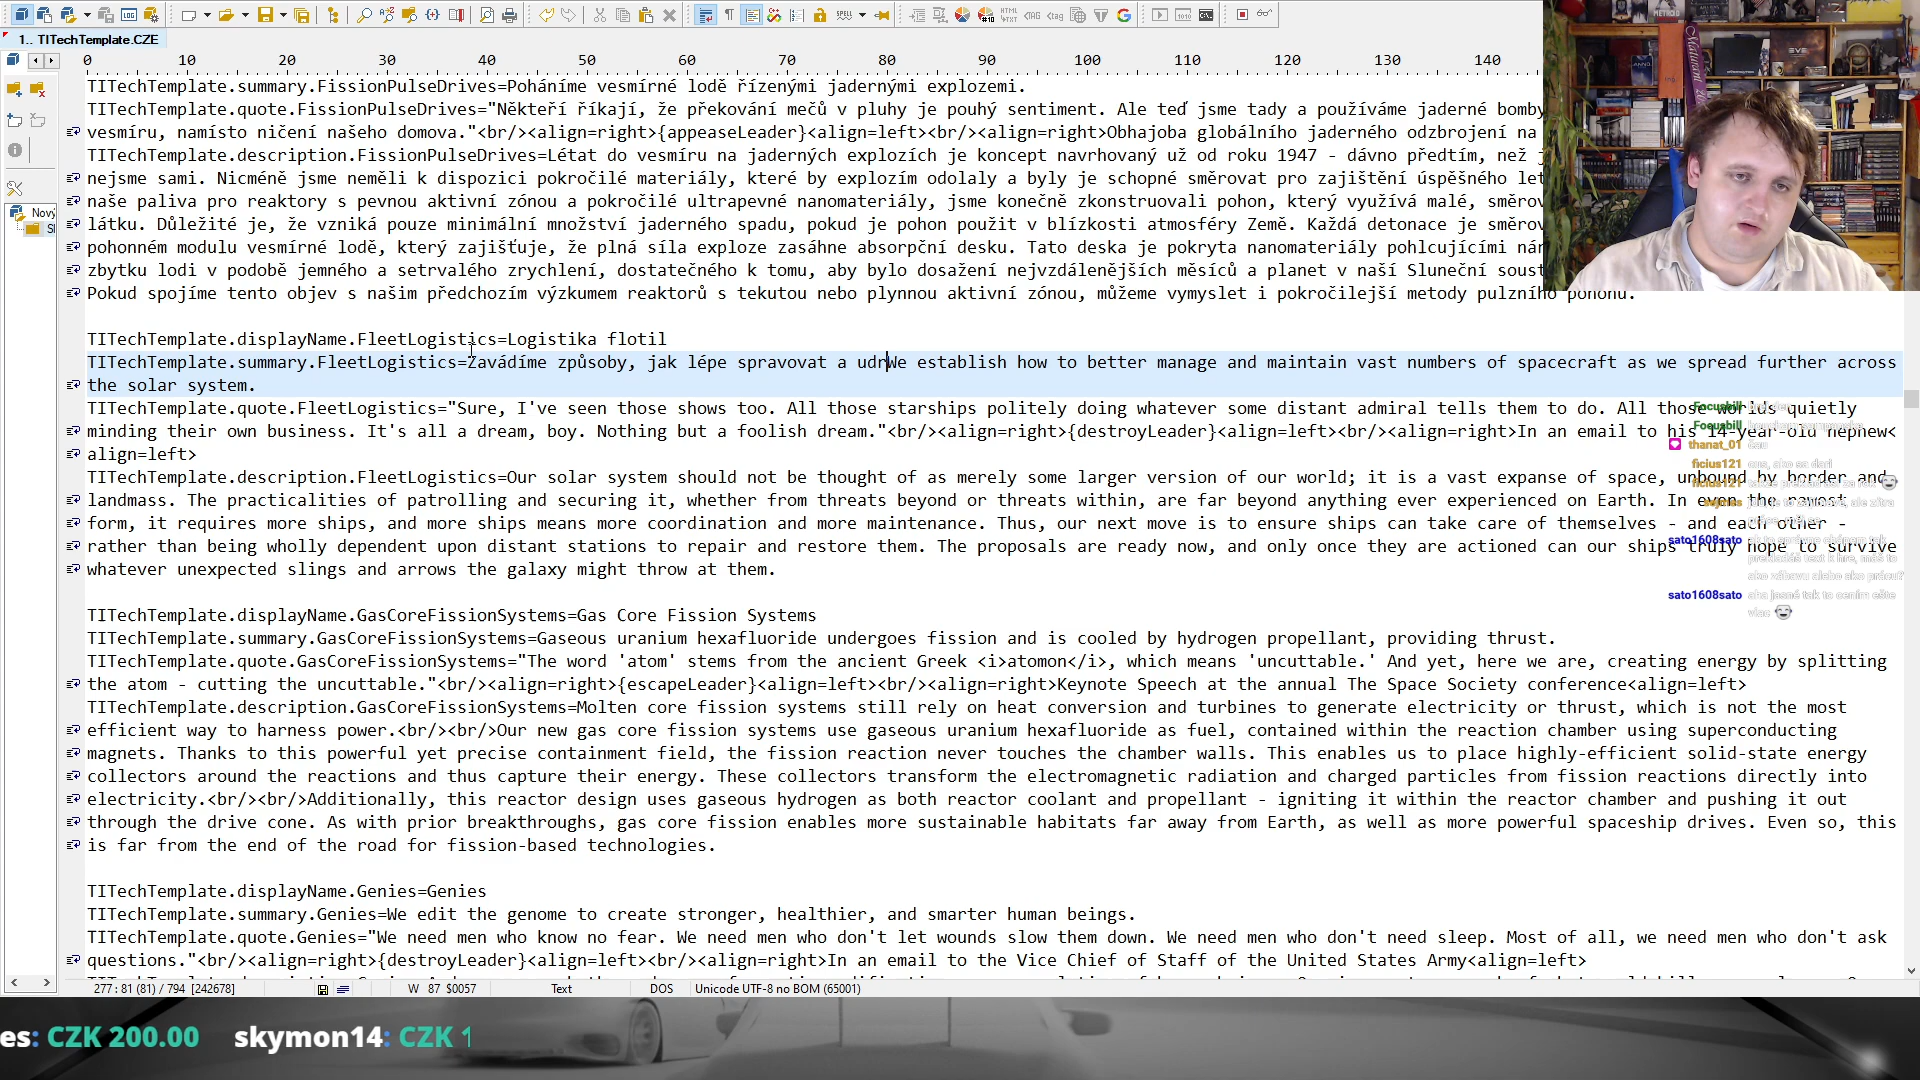 1.. TITechTemplate.CZE
0 10 20 30 40 50 60 70 80 90 100 110 120 130 140
TITechTemplate.summary.FissionPulseDrives=Poháníme vesmírné lodě řízenými jadernými explozemi.
TITechTemplate.quote.FissionPulseDrives="Někteří říkají, že překování mečů v pluhy je pouhý sentiment. Ale teď jsme tady a používáme jaderné bomby
vesmíru, namísto ničení našeho domova."<br/><align=right>{appeaseLeader}<align=left><br/><align=right>Obhajoba globálního jaderného odzbrojení na
TITechTemplate.description.FissionPulseDrives=Létat do vesmíru na jaderných explozích je koncept navrhovaný už od roku 1947 - dávno předtím, než
nejsme sami. Nicméně jsme neměli k dispozici pokročilé materiály, které by explozím odolaly a byly je schopné směrovat pro zajištění úspěšného
naše paliva pro reaktory s pevnou aktivní zónou a pokročilé ultrapevné nanomateriály, jsme konečně zkonstruovali pohon, který využívá malé,
látku. Důležité je, že vzniká pouze minimální množství jaderného spadu, pokud je pohon použit v blízkosti atmosféry Země. Každá detonace je
pohonném modulu vesmírné lodě, který zajišťuje, že plná síla exploze zasáhne absorpční desku. Tato deska je pokryta nanomateriály pohlcujícími
zbytku lodi v podobě jemného a setrvalého zrychlení, dostatečného k tomu, aby bylo dosažení nejvzdálenějších měsíců a planet v naší Sluneční
Pokud spojíme tento objev s našim předchozím výzkumem reaktorů s tekutou nebo plynnou aktivní zónou, můžeme vymyslet i pokročilejší metody pulzního pohonu.
TITechTemplate.displayName.FleetLogistics=Logistika flotil
TITechTemplate.summary.FleetLogistics=Zavádíme způsoby, jak lépe spravovat a udrWe establish how to better manage and maintain vast numbers of spacecraft as we spread further across
the solar system.
TITechTemplate.quote.FleetLogistics="Sure, I've seen those shows too. All those starships politely doing whatever some distant admiral tells them to do. All those worlds quietly
minding their own business. It's all a dream, boy. Nothing but a foolish dream."<br/><align=right>{destroyLeader}<align=left><br/><align=right>In an email to his 14-year-old nephew<
align=left>
TITechTemplate.description.FleetLogistics=Our solar system should not be thought of as merely some larger version of our world; it is a vast expanse of space, unbound by border and
landmass. The practicalities of patrolling and securing it, whether from threats beyond or threats within, are far beyond anything ever experienced on Earth. In even the rawest
form, it requires more ships, and more ships means more coordination and more maintenance. Thus, our next move is to ensure ships can take care of themselves - and each other -
rather than being wholly dependent upon distant stations to repair and restore them. The proposals are ready now, and only once they are actioned can our ships truly hope to survive
whatever unexpected slings and arrows the galaxy might throw at them.
Focusbill
Focusbill
thanat_01
ficius121
ficius121
sato1608sato
sato1608sato
TITechTemplate.displayName.GasCoreFissionSystems=Gas Core Fission Systems
TITechTemplate.summary.GasCoreFissionSystems=Gaseous uranium hexafluoride undergoes fission and is cooled by hydrogen propellant, providing thrust.
TITechTemplate.quote.GasCoreFissionSystems="The word 'atom' stems from the ancient Greek <i>atomon</i>, which means 'uncuttable.' And yet, here we are, creating energy by splitting
the atom - cutting the uncuttable."<br/><align=right>{escapeLeader}<align=left><br/><align=right>Keynote Speech at the annual The Space Society conference<align=left>
TITechTemplate.description.GasCoreFissionSystems=Molten core fission systems still rely on heat conversion and turbines to generate electricity or thrust, which is not the most
efficient way to harness power.<br/><br/>Our new gas core fission systems use gaseous uranium hexafluoride as fuel, contained within the reaction chamber using superconducting
magnets. Thanks to this powerful yet precise containment field, the fission reaction never touches the chamber walls. This enables us to place highly-efficient solid-state energy
collectors around the reactions and thus capture their energy. These collectors transform the electromagnetic radiation and charged particles from fission reactions directly into
electricity.<br/><br/>Additionally, this reactor design uses gaseous hydrogen as both reactor coolant and propellant - igniting it within the reactor chamber and pushing it out
through the drive cone. As with prior breakthroughs, gas core fission enables more sustainable habitats far away from Earth, as well as more powerful spaceship drives. Even so, this
is far from the end of the road for fission-based technologies.
TITechTemplate.displayName.Genies=Genies
TITechTemplate.summary.Genies=We edit the genome to create stronger, healthier, and smarter human beings.
TITechTemplate.quote.Genies="We need men who know no fear. We need men who don't let wounds slow them down. We need men who don't need sleep. Most of all, we need men who don't ask
questions."<br/><align=right>{destroyLeader}<align=left><br/><align=right>In an email to the Vice Chief of Staff of the United States Army<align=left>
277 : 81 (81) / 794 [242678] W 87 $0057 Text DOS Unicode UTF-8 no BOM (65001)
es: CZK 200.00 skymon14: CZK 1